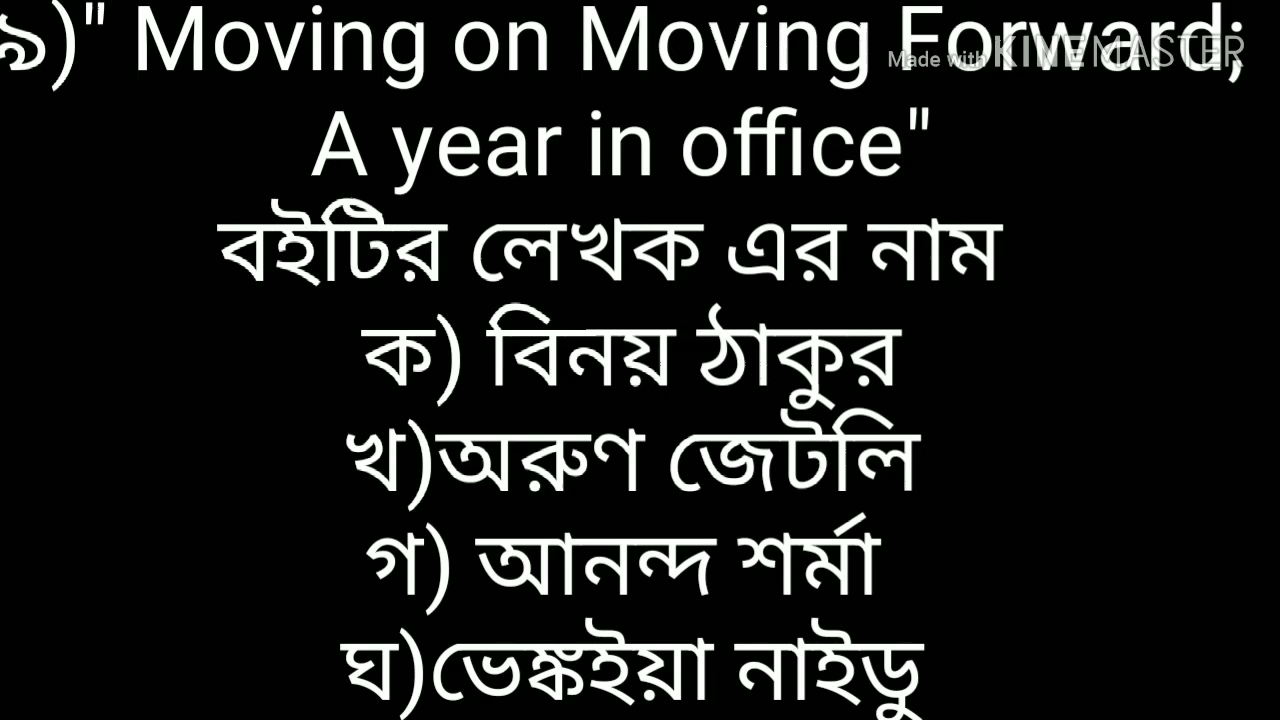 ৯)" Moving on Moving Forward;
Made with KINEMASTER
A year in office"
বইটির লেখক এর নাম
ক) বিনয় ঠাকুর
খ)অরুণ জেটলি
গ) আনন্দ শর্মা
ঘ)ভেঙ্কইয়া নাইডু